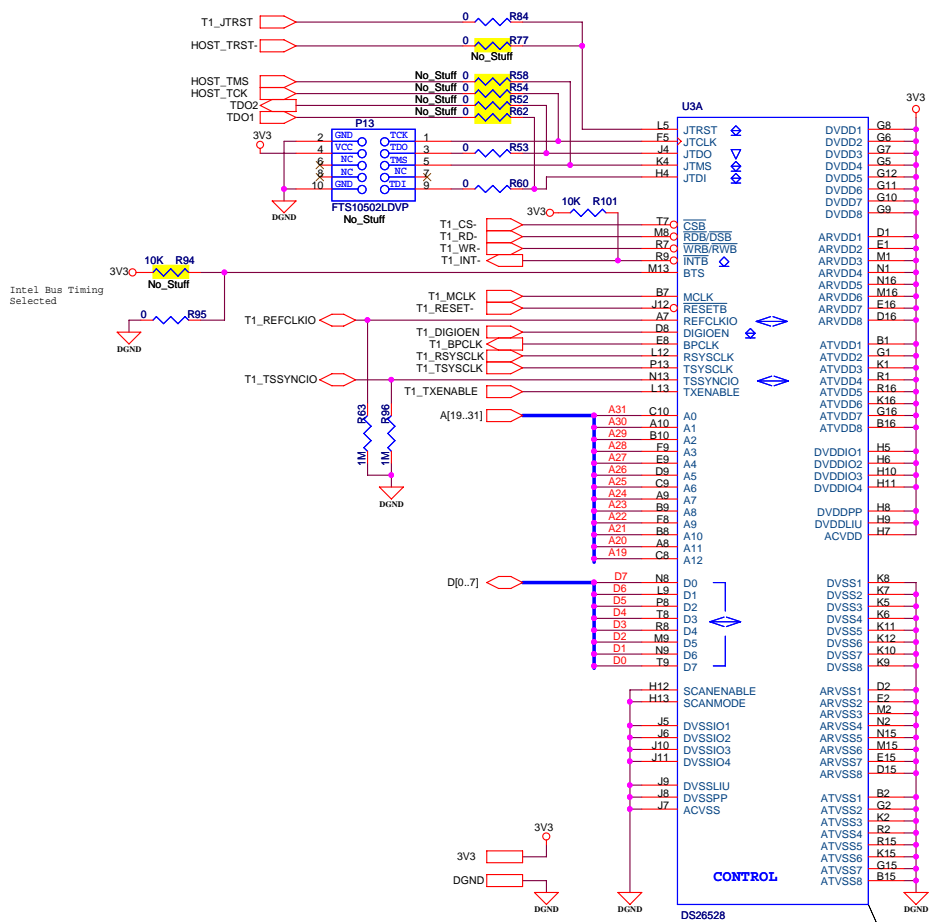 T1_JTRST 0 R84
HOST_TRST- 0 R77
No_Stuff
HOST_TMS No_Stuff 0 R58
HOST_TCK No_Stuff 0 R54
TDO2 No_Stuff 0 R52
TDO1 No_Stuff 0 R62
P13
3V3
2 GND TCK 1
4 VCC TDO 3 0 R53
6 NC TMS 5
8 NC NC 7
10 GND TDI 9 0 R60
FTS10502LDVP
No_Stuff
DGND
U3A
3V3
L5 JTRST
F5 JTCLK
J4 JTDO
K4 JTMS
H4 JTDI
3V3 10K R101
T1_CS- T7 CSB
T1_RD- M8 RDB/DSB
T1_WR- R7 WRB/RWB
T1_INT- R9 INTB
M13 BTS
3V3 10K R94
No_Stuff
Intel Bus Timing
Selected
0 R95
DGND
T1_MCLK B7 MCLK
T1_RESET- J12 RESETB
T1_REFCLKIO A7 REFCLKIO
T1_DIGIOEN D8 DIGIOEN
T1_BPCLK E8 BPCLK
T1_RSYSCLK L12 RSYSCLK
T1_TSYSCLK P13 TSYSCLK
T1_TSSYNCIO N13 TSSYNCIO
T1_TXENABLE L13 TXENABLE
R63 1M
R96 1M
DGND
A[19..31]
A31 C10 A0
A30 A10 A1
A29 B10 A2
A28 F9 A3
A27 E9 A4
A26 D9 A5
A25 C9 A6
A24 A9 A7
A23 B9 A8
A22 F8 A9
A21 B8 A10
A20 A8 A11
A19 C8 A12
D[0..7]
D7 N8 D0
D6 L9 D1
D5 P8 D2
D4 T8 D3
D3 R8 D4
D2 M9 D5
D1 N9 D6
D0 T9 D7
H12 SCANENABLE
H13 SCANMODE
J5 DVSSIO1
J6 DVSSIO2
J10 DVSSIO3
J11 DVSSIO4
J9 DVSSLIU
J8 DVSSPP
J7 ACVSS
DVDD1 G8
DVDD2 G6
DVDD3 G7
DVDD4 G5
DVDD5 G12
DVDD6 G11
DVDD7 G10
DVDD8 G9
ARVDD1 D1
ARVDD2 E1
ARVDD3 M1
ARVDD4 N1
ARVDD5 N16
ARVDD6 M16
ARVDD7 E16
ARVDD8 D16
ATVDD1 B1
ATVDD2 G1
ATVDD3 K1
ATVDD4 R1
ATVDD5 R16
ATVDD6 K16
ATVDD7 G16
ATVDD8 B16
DVDDIO1 H5
DVDDIO2 H6
DVDDIO3 H10
DVDDIO4 H11
DVDDPP H8
DVDDLIU H9
ACVDD H7
DVSS1 K8
DVSS2 K7
DVSS3 K5
DVSS4 K6
DVSS5 K11
DVSS6 K12
DVSS7 K10
DVSS8 K9
ARVSS1 D2
ARVSS2 E2
ARVSS3 M2
ARVSS4 N2
ARVSS5 N15
ARVSS6 M15
ARVSS7 E15
ARVSS8 D15
ATVSS1 B2
ATVSS2 G2
ATVSS3 K2
ATVSS4 R2
ATVSS5 R15
ATVSS6 K15
ATVSS7 G15
ATVSS8 B15
3V3
3V3
DGND
DGND
DGND
CONTROL
DGND
DS26528